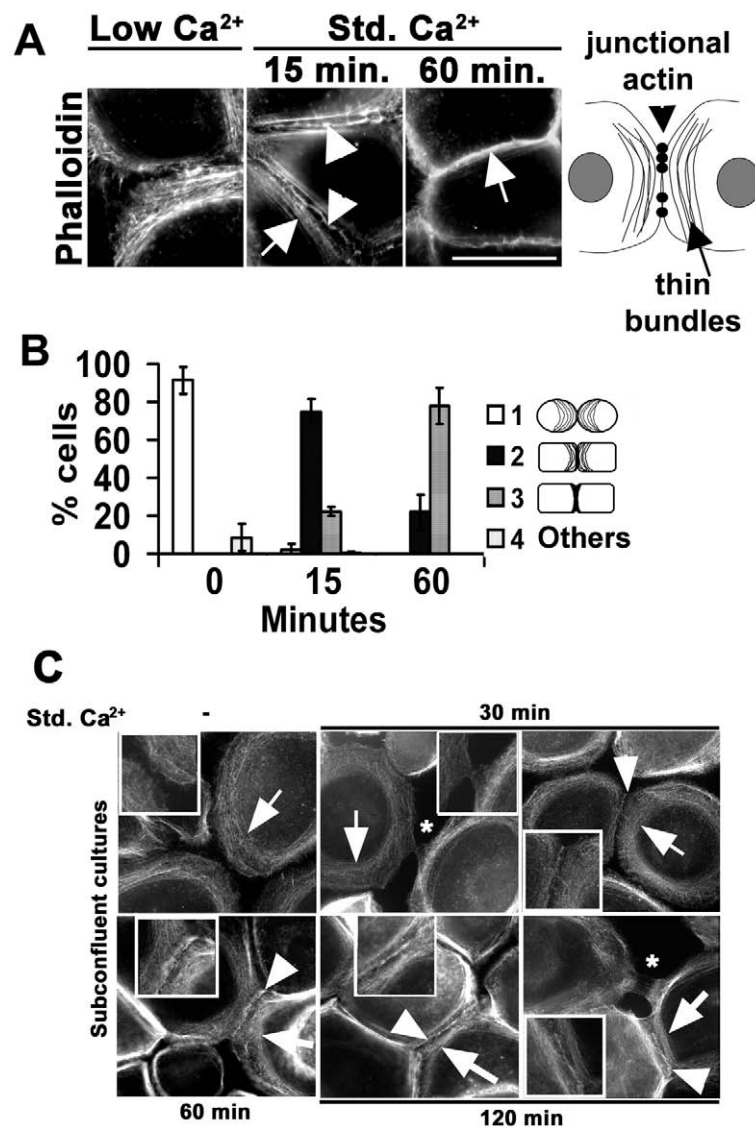 A
Low Ca²⁺
Std. Ca²⁺
15 min.
60 min.
Phalloidin
junctional
actin
thin
bundles
B
% cells
100
80
60
40
20
0
0
15
60
Minutes
1
2
3
4 Others
C
Std. Ca²⁺
-
30 min
*
*
Subconfluent cultures
60 min
120 min